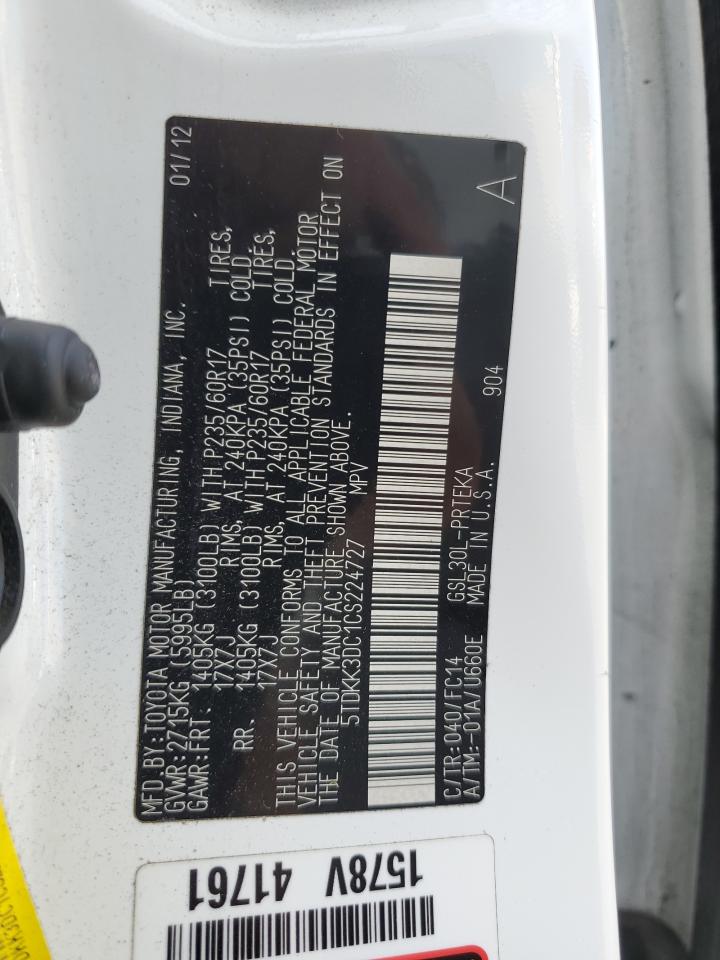 MFD.BY:TOYOTA MOTOR MANUFACTURING, INDIANA, INC. 01/12
GVWR:2715KG (5995LB)
GAWR:FRT. 1405KG (3100LB) WITH P235/60R17 TIRES,
17X7J RIMS, AT 240KPA (35PSI) COLD.
RR. 1405KG (3100LB) WITH P235/60R17 TIRES,
17X7J RIMS, AT 240KPA (35PSI) COLD.
THIS VEHICLE CONFORMS TO ALL APPLICABLE FEDERAL MOTOR
VEHICLE SAFETY AND THEFT PREVENTION STANDARDS IN EFFECT ON
THE DATE OF MANUFACTURE SHOWN ABOVE.
5TDKK3DC1CS224727 MPV
C/TR:040/FC14 GSL30L-PRTEKA 904 A
A/TM:-01A/U660E MADE IN U.S.A.
1578V 41761